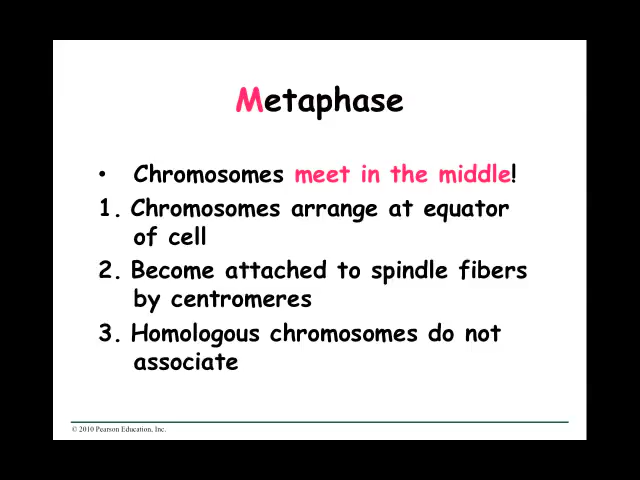 Metaphase
• Chromosomes meet in the middle!
1. Chromosomes arrange at equator
of cell
2. Become attached to spindle fibers
by centromeres
3. Homologous chromosomes do not
associate
© 2010 Pearson Education, Inc.